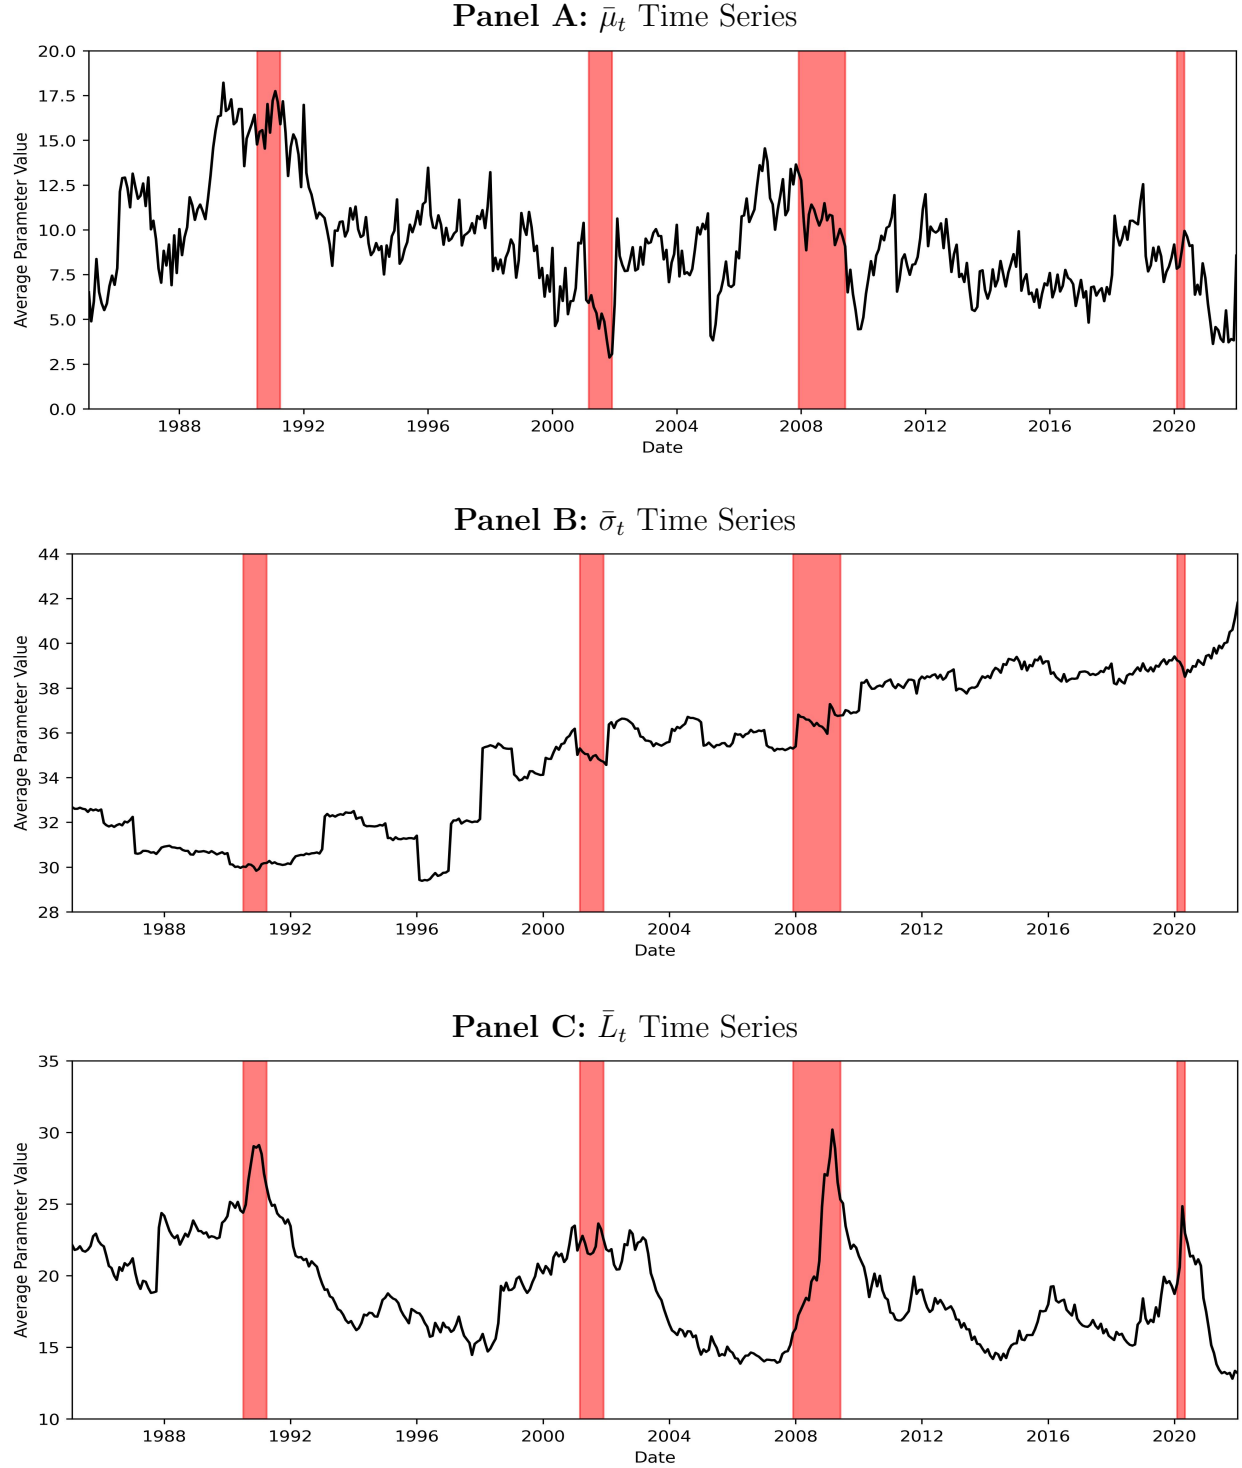 Panel A: μ̄ₜ Time Series
20.0
17.5
15.0
12.5
10.0
7.5
5.0
2.5
0.0
Average Parameter Value
1988 1992 1996 2000 2004 2008 2012 2016 2020
Date
Panel B: σ̄ₜ Time Series
44
42
40
38
36
34
32
30
28
Average Parameter Value
1988 1992 1996 2000 2004 2008 2012 2016 2020
Date
Panel C: L̄ₜ Time Series
35
30
25
20
15
10
Average Parameter Value
1988 1992 1996 2000 2004 2008 2012 2016 2020
Date